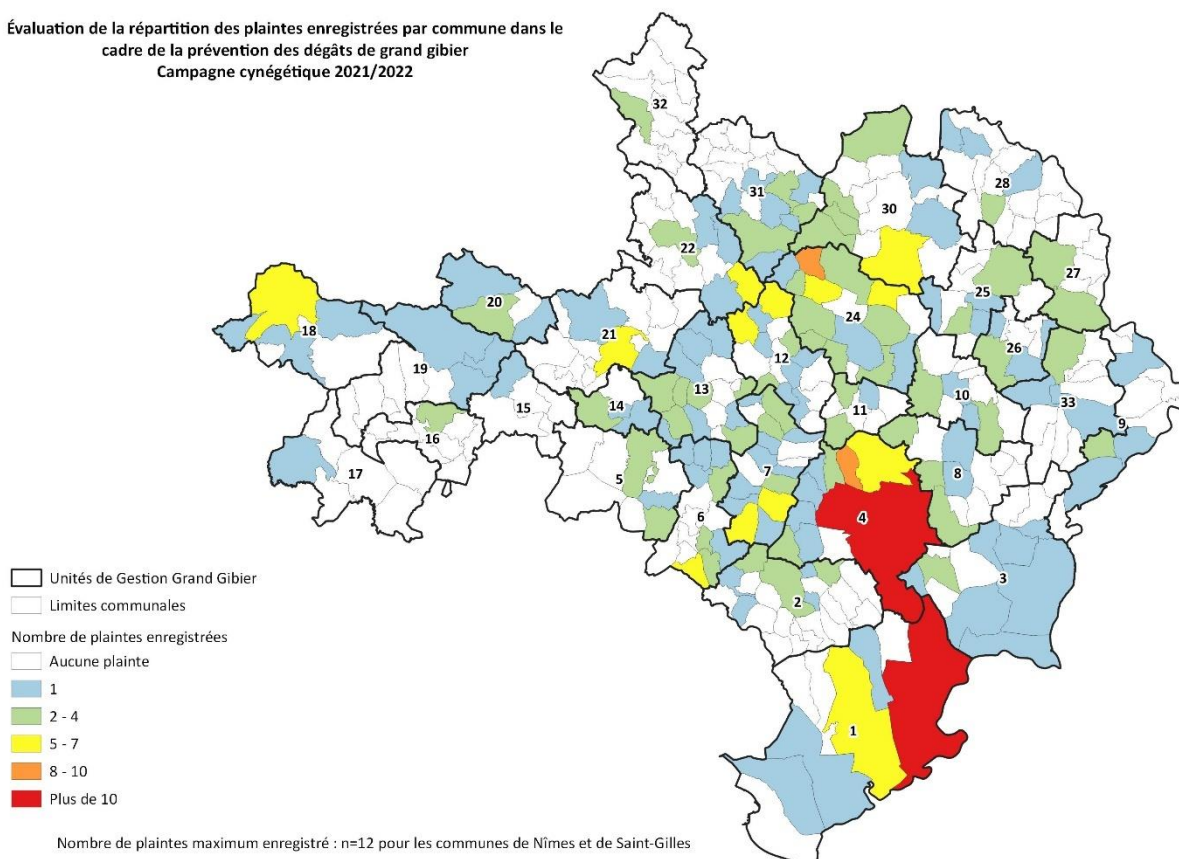 Évaluation de la répartition des plaintes enregistrées par commune dans le
cadre de la prévention des dégâts de grand gibier
Campagne cynégétique 2021/2022
32
31
30
28
22
27
20
25
18
24
21
26
12
19
13
10
33
14
15
11
9
16
17
7
8
5
6
4
3
2
1
Unités de Gestion Grand Gibier
Limites communales
Nombre de plaintes enregistrées
Aucune plainte
1
2 - 4
5 - 7
8 - 10
Plus de 10
Nombre de plaintes maximum enregistré : n=12 pour les communes de Nîmes et de Saint-Gilles